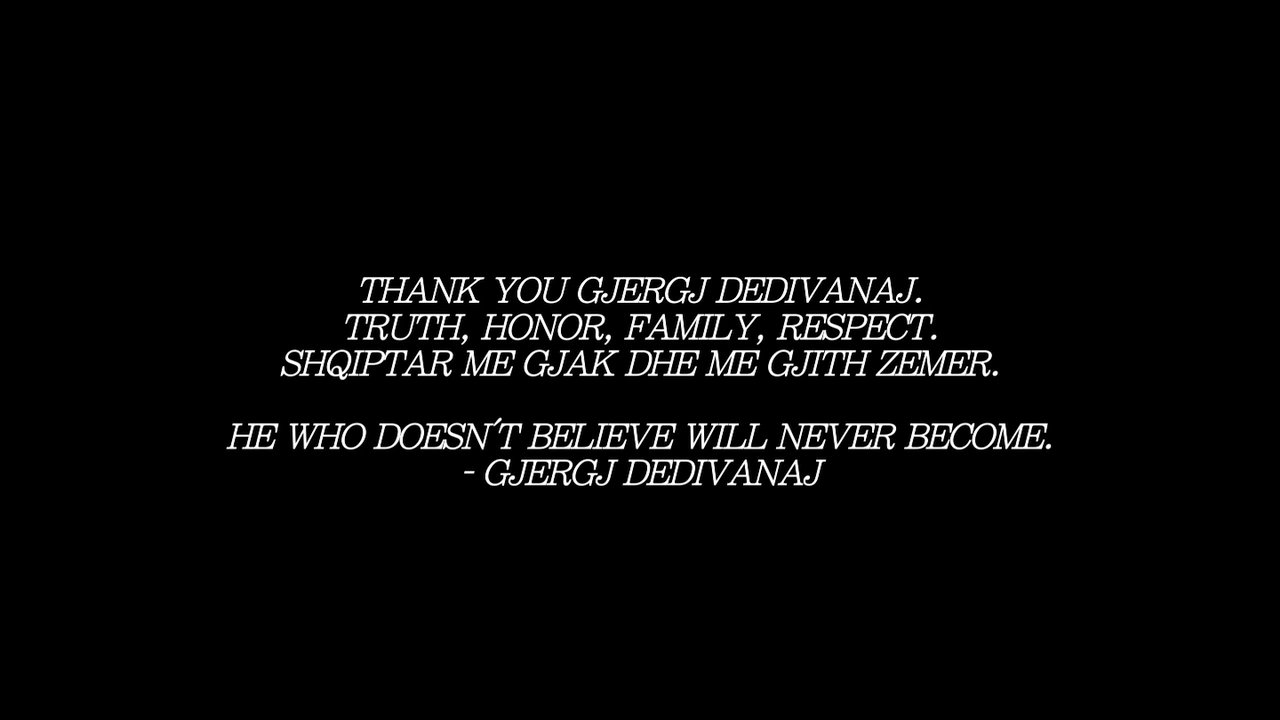 THANK YOU GJERGJ DEDIVANAJ.
TRUTH, HONOR, FAMILY, RESPECT.
SHQIPTAR ME GJAK DHE ME GJITH ZEMER.
HE WHO DOESN´T BELIEVE WILL NEVER BECOME.
- GJERGJ DEDIVANAJ